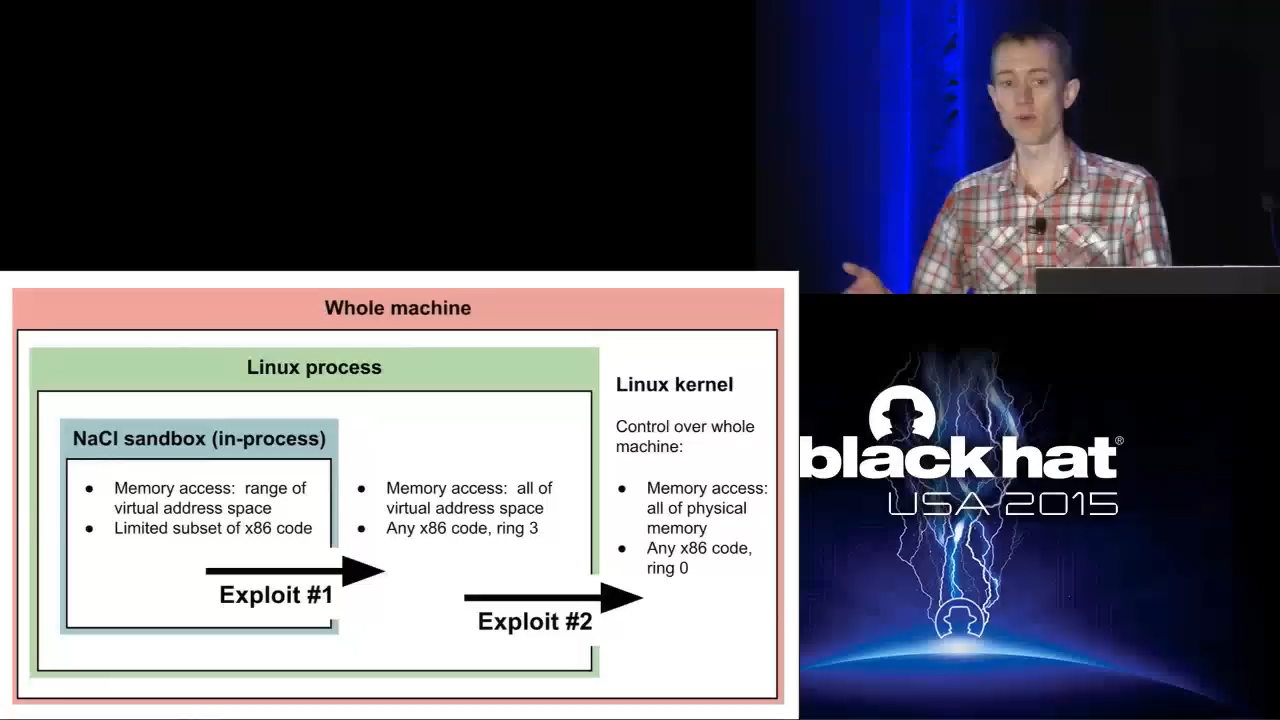 Whole machine
Linux process
NaCl sandbox (in-process)
● Memory access: range of
virtual address space
● Limited subset of x86 code
Exploit #1
● Memory access: all of
virtual address space
● Any x86 code, ring 3
Exploit #2
Linux kernel
Control over whole
machine:
● Memory access:
all of physical
memory
● Any x86 code,
ring 0
black hat®
USA 2015